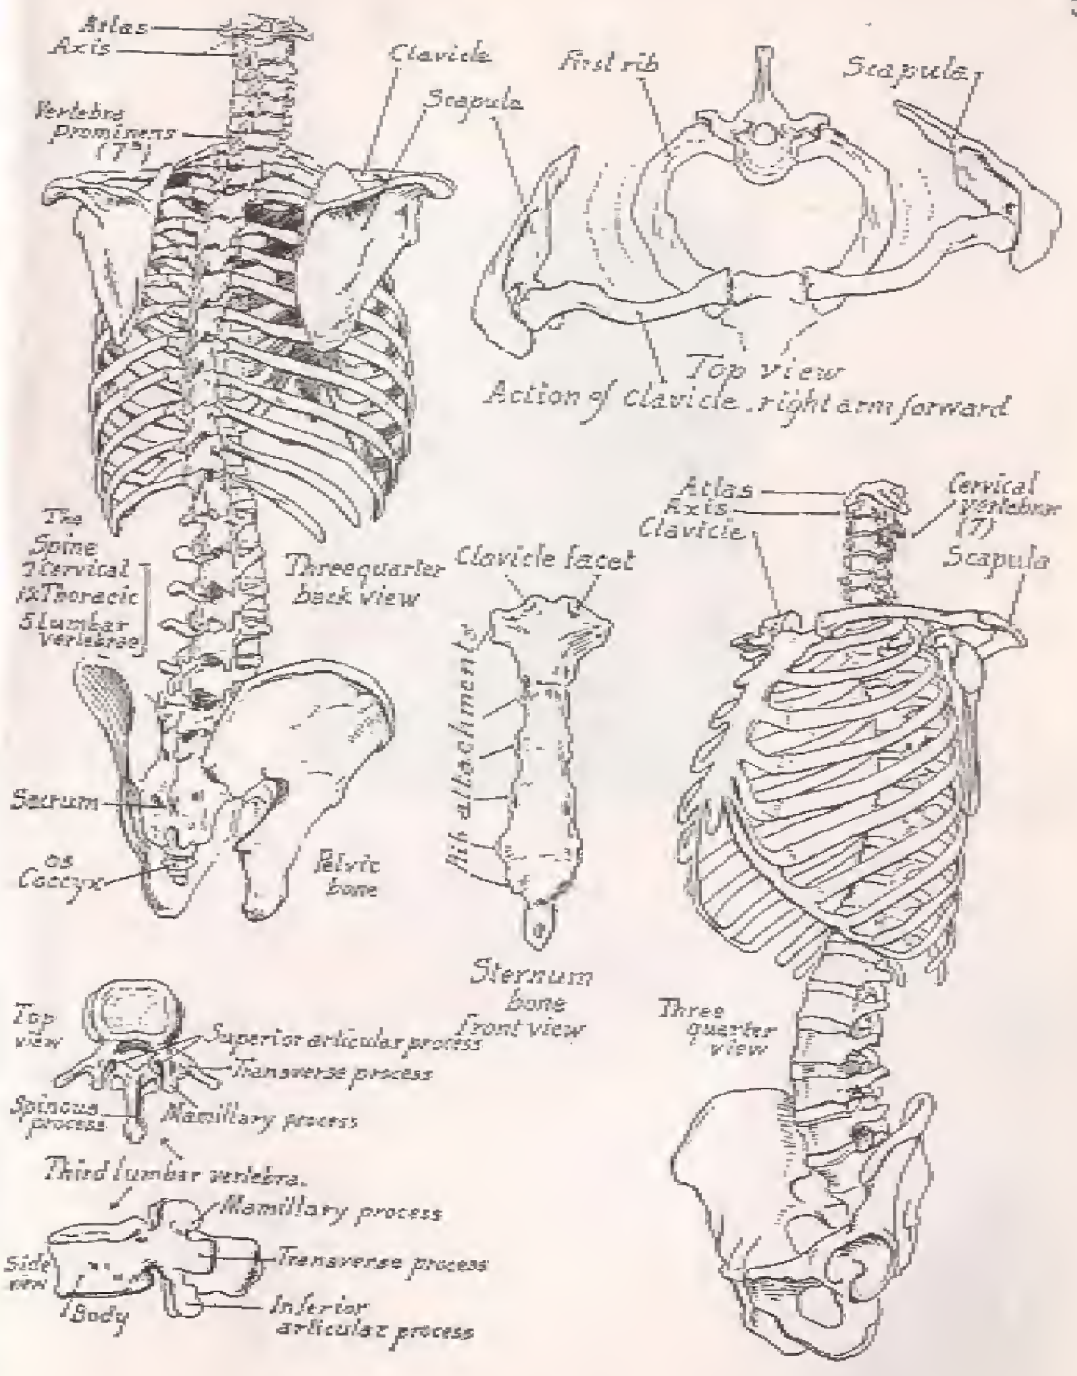 Atlas
Axis
Vertebra
prominens
(7th)
Clavicle
Scapula
First rib
Scapula
Top view
Action of Clavicle, right arm forward
The
Spine
7 Cervical
12 Thoracic
5 Lumbar
vertebrae
Three quarter
back view
Sacrum
os
Coccyx
Pelvic
bone
Clavicle facet
Rib attachments
Sternum
bone
Front view
Atlas
Axis
Clavicle
Cervical
vertebrae
(7)
Scapula
Three
quarter
view
Top
view
Superior articular process
Transverse process
Spinous
process
Mamillary process
Third lumbar vertebra.
Mamillary process
Side
view
Transverse process
Body
Inferior
articular process